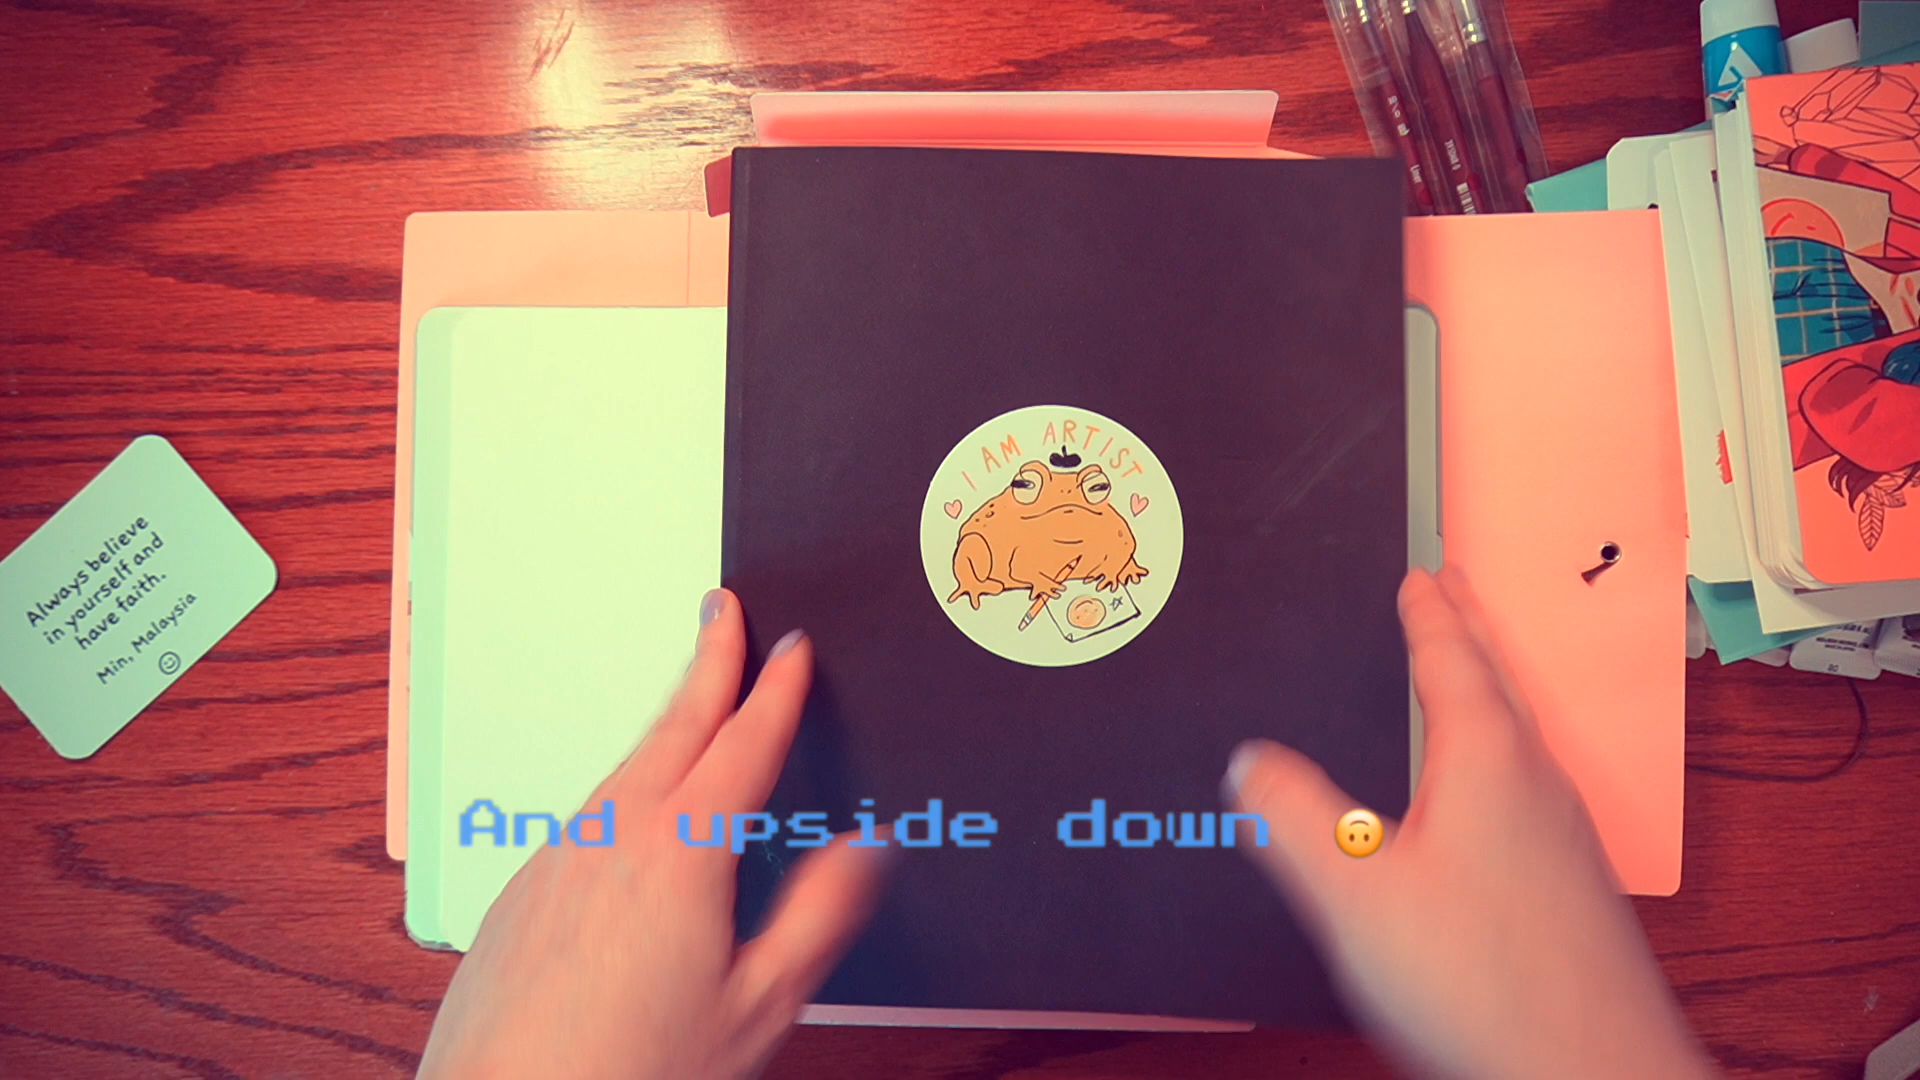 I AM ARTIST
Always believe
in yourself and
have faith.
Min, Malaysia
And upside down 🙃